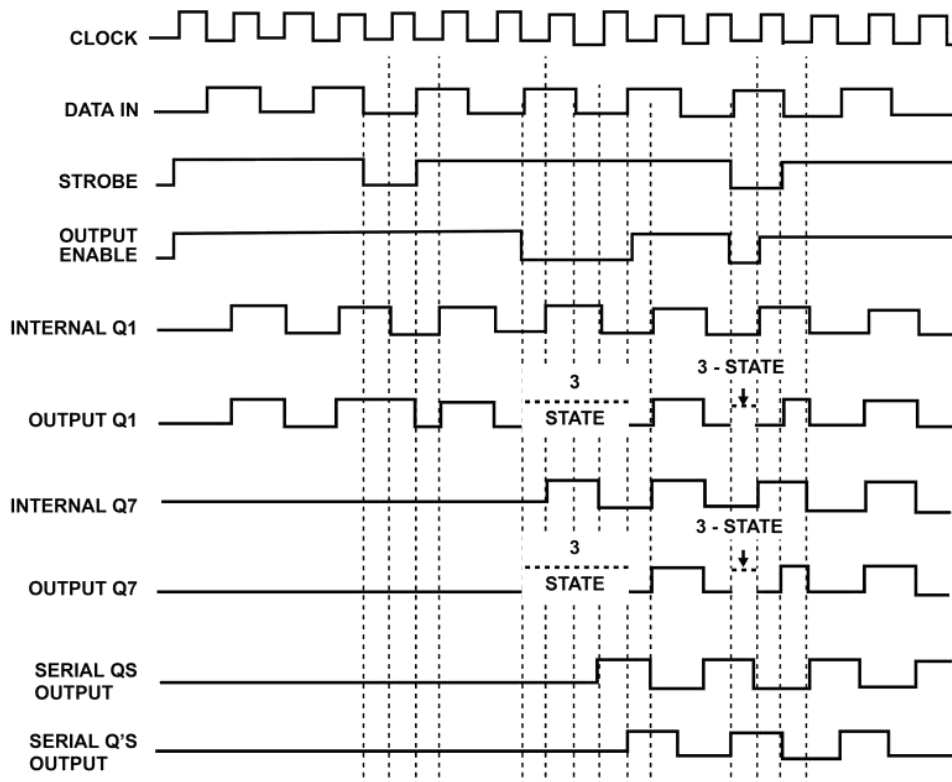 CLOCK
DATA IN
STROBE
OUTPUT
ENABLE
INTERNAL Q1
3 - STATE
3
OUTPUT Q1
STATE
INTERNAL Q7
3 - STATE
3
OUTPUT Q7
STATE
SERIAL QS
OUTPUT
SERIAL Q'S
OUTPUT